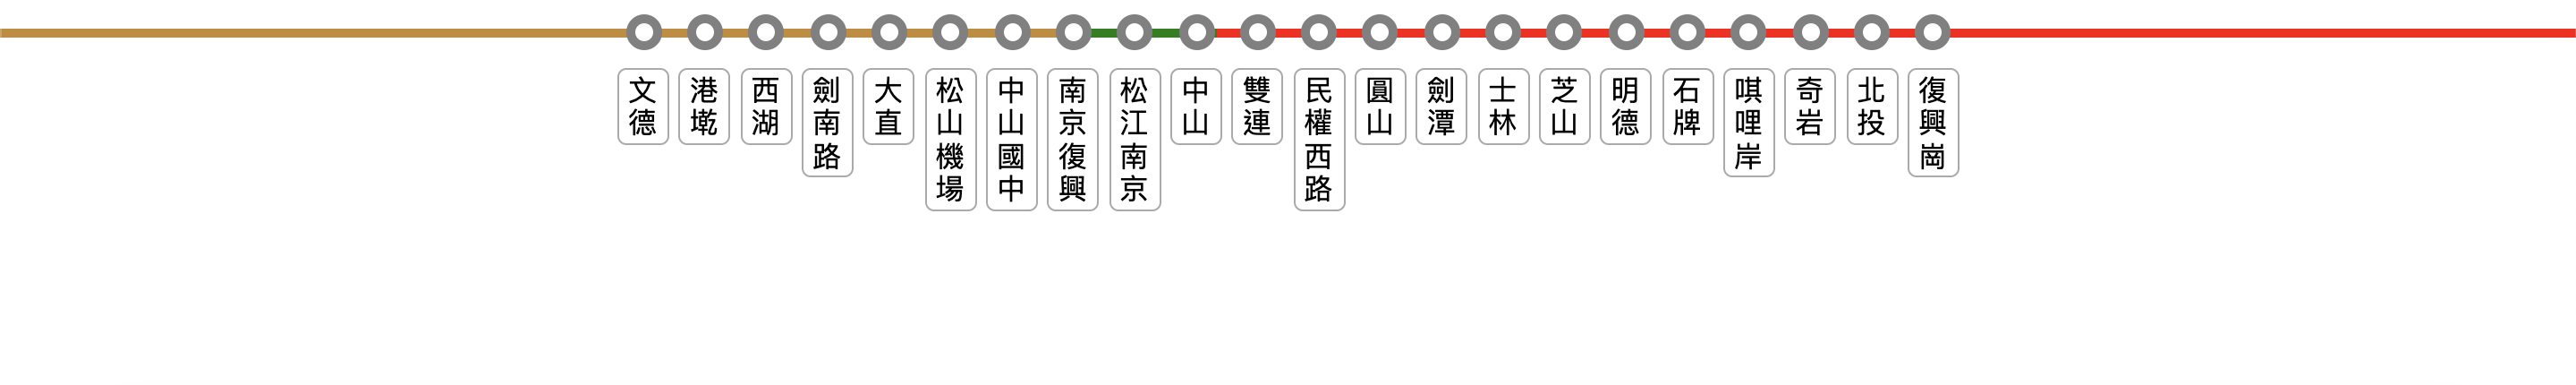 文德
港墘
西湖
劍南路
大直
松山機場
中山國中
南京復興
松江南京
中山
雙連
民權西路
圓山
劍潭
士林
芝山
明德
石牌
唭哩岸
奇岩
北投
復興崗